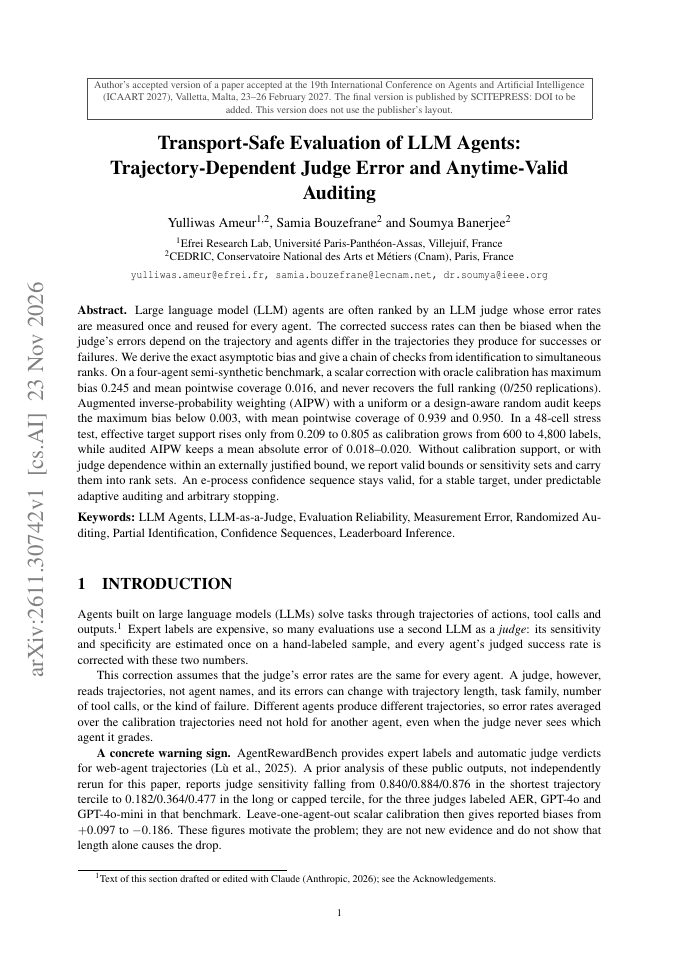 Author's accepted version of a paper accepted at the 19th International Conference on Agents and Artificial Intelligence
(ICAART 2027), Valletta, Malta, 23–26 February 2027. The final version is published by SCITEPRESS: DOI to be
added. This version does not use the publisher's layout.
Transport-Safe Evaluation of LLM Agents:
Trajectory-Dependent Judge Error and Anytime-Valid
Auditing
Yulliwas Ameur1,2, Samia Bouzefrane2 and Soumya Banerjee2
1Efrei Research Lab, Université Paris-Panthéon-Assas, Villejuif, France
2CEDRIC, Conservatoire National des Arts et Métiers (Cnam), Paris, France
yulliwas.ameur@efrei.fr, samia.bouzefrane@lecnam.net, dr.soumya@ieee.org
Abstract. Large language model (LLM) agents are often ranked by an LLM judge whose error rates
are measured once and reused for every agent. The corrected success rates can then be biased when the
judge's errors depend on the trajectory and agents differ in the trajectories they produce for successes or
failures. We derive the exact asymptotic bias and give a chain of checks from identification to simultaneous
ranks. On a four-agent semi-synthetic benchmark, a scalar correction with oracle calibration has maximum
bias 0.245 and mean pointwise coverage 0.016, and never recovers the full ranking (0/250 replications).
Augmented inverse-probability weighting (AIPW) with a uniform or a design-aware random audit keeps
the maximum bias below 0.003, with mean pointwise coverage of 0.939 and 0.950. In a 48-cell stress
test, effective target support rises only from 0.209 to 0.805 as calibration grows from 600 to 4,800 labels,
while audited AIPW keeps a mean absolute error of 0.018–0.020. Without calibration support, or with
judge dependence within an externally justified bound, we report valid bounds or sensitivity sets and carry
them into rank sets. An e-process confidence sequence stays valid, for a stable target, under predictable
adaptive auditing and arbitrary stopping.
Keywords: LLM Agents, LLM-as-a-Judge, Evaluation Reliability, Measurement Error, Randomized Au-
diting, Partial Identification, Confidence Sequences, Leaderboard Inference.
1 INTRODUCTION
Agents built on large language models (LLMs) solve tasks through trajectories of actions, tool calls and
outputs.1 Expert labels are expensive, so many evaluations use a second LLM as a judge: its sensitivity
and specificity are estimated once on a hand-labeled sample, and every agent's judged success rate is
corrected with these two numbers.
This correction assumes that the judge's error rates are the same for every agent. A judge, however,
reads trajectories, not agent names, and its errors can change with trajectory length, task family, number
of tool calls, or the kind of failure. Different agents produce different trajectories, so error rates averaged
over the calibration trajectories need not hold for another agent, even when the judge never sees which
agent it grades.
A concrete warning sign. AgentRewardBench provides expert labels and automatic judge verdicts
for web-agent trajectories (Lù et al., 2025). A prior analysis of these public outputs, not independently
rerun for this paper, reports judge sensitivity falling from 0.840/0.884/0.876 in the shortest trajectory
tercile to 0.182/0.364/0.477 in the long or capped tercile, for the three judges labeled AER, GPT-4o and
GPT-4o-mini in that benchmark. Leave-one-agent-out scalar calibration then gives reported biases from
+0.097 to −0.186. These figures motivate the problem; they are not new evidence and do not show that
length alone causes the drop.
1Text of this section drafted or edited with Claude (Anthropic, 2026); see the Acknowledgements.
1
arXiv:2611.30742v1 [cs.AI] 23 Nov 2026